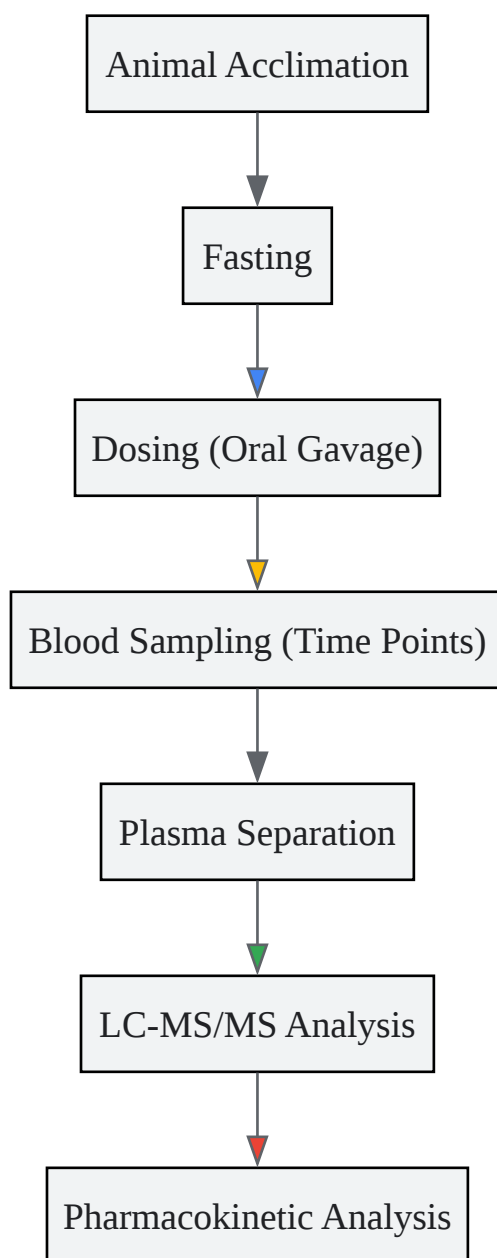 Animal Acclimation
Fasting
Dosing (Oral Gavage)
Blood Sampling (Time Points)
Plasma Separation
LC-MS/MS Analysis
Pharmacokinetic Analysis